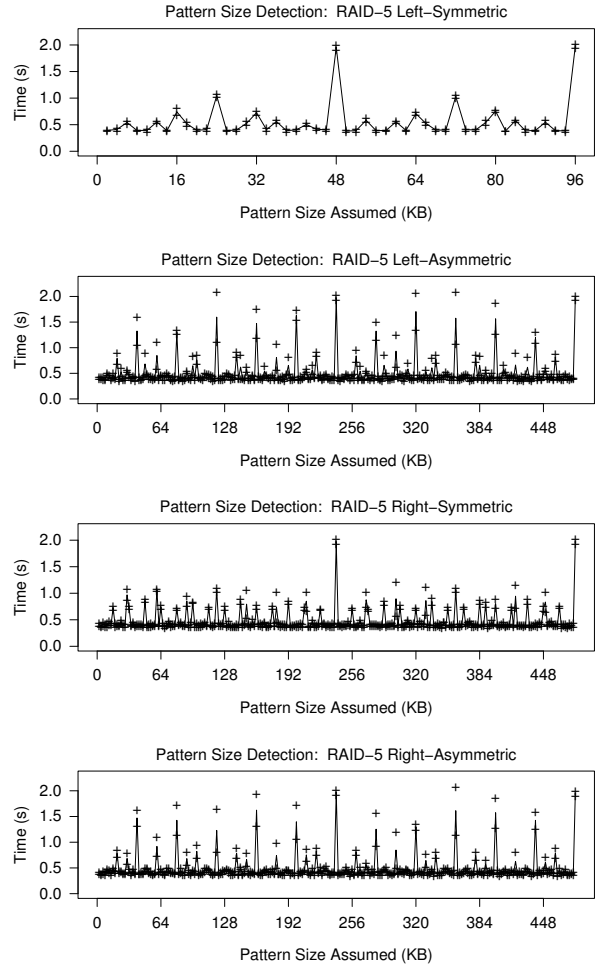 Pattern Size Detection: RAID−5 Left−Symmetric
Time (s)
2.0
1.5
1.0
0.5
0.0
0 16 32 48 64 80 96
Pattern Size Assumed (KB)
Pattern Size Detection: RAID−5 Left−Asymmetric
Time (s)
2.0
1.5
1.0
0.5
0.0
0 64 128 192 256 320 384 448
Pattern Size Assumed (KB)
Pattern Size Detection: RAID−5 Right−Symmetric
Time (s)
2.0
1.5
1.0
0.5
0.0
0 64 128 192 256 320 384 448
Pattern Size Assumed (KB)
Pattern Size Detection: RAID−5 Right−Asymmetric
Time (s)
2.0
1.5
1.0
0.5
0.0
0 64 128 192 256 320 384 448
Pattern Size Assumed (KB)